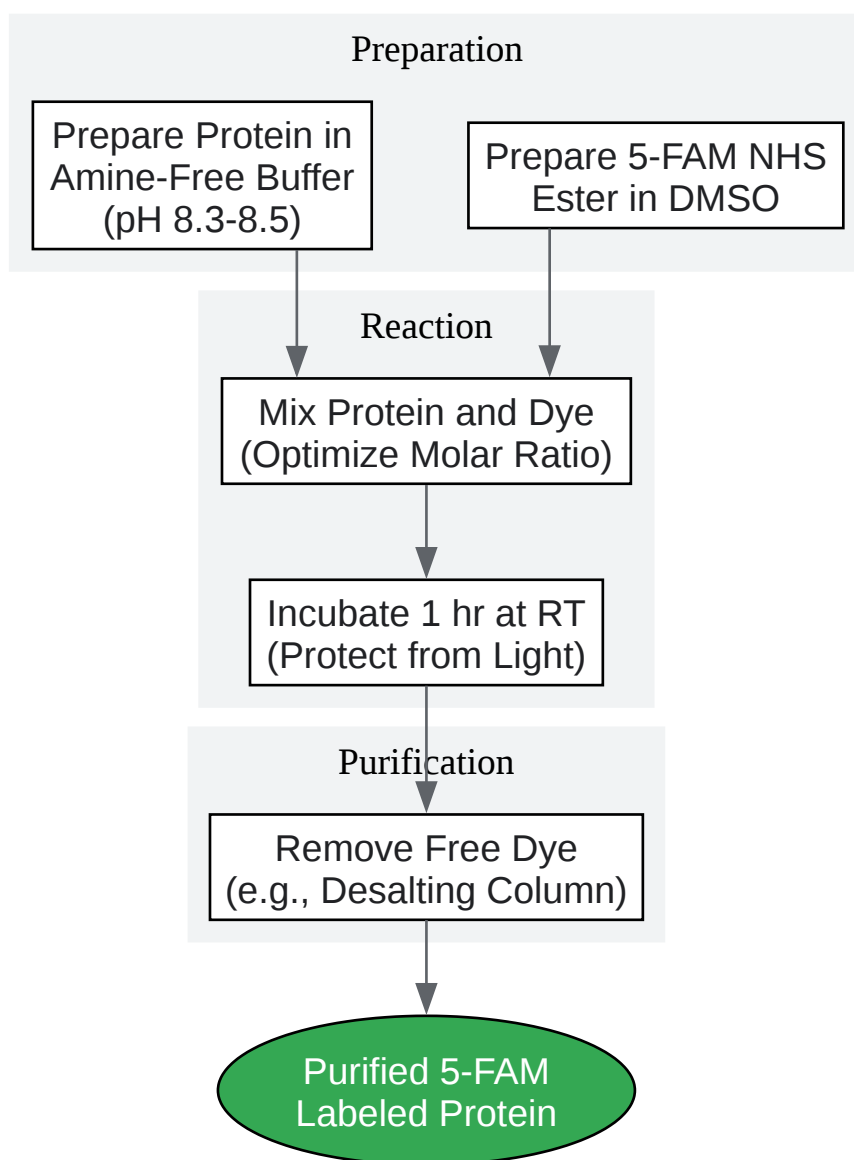 Preparation
Prepare Protein in
Amine-Free Buffer
(pH 8.3-8.5)
Prepare 5-FAM NHS
Ester in DMSO
Reaction
Mix Protein and Dye
(Optimize Molar Ratio)
Incubate 1 hr at RT
(Protect from Light)
Purification
Remove Free Dye
(e.g., Desalting Column)
Purified 5-FAM
Labeled Protein